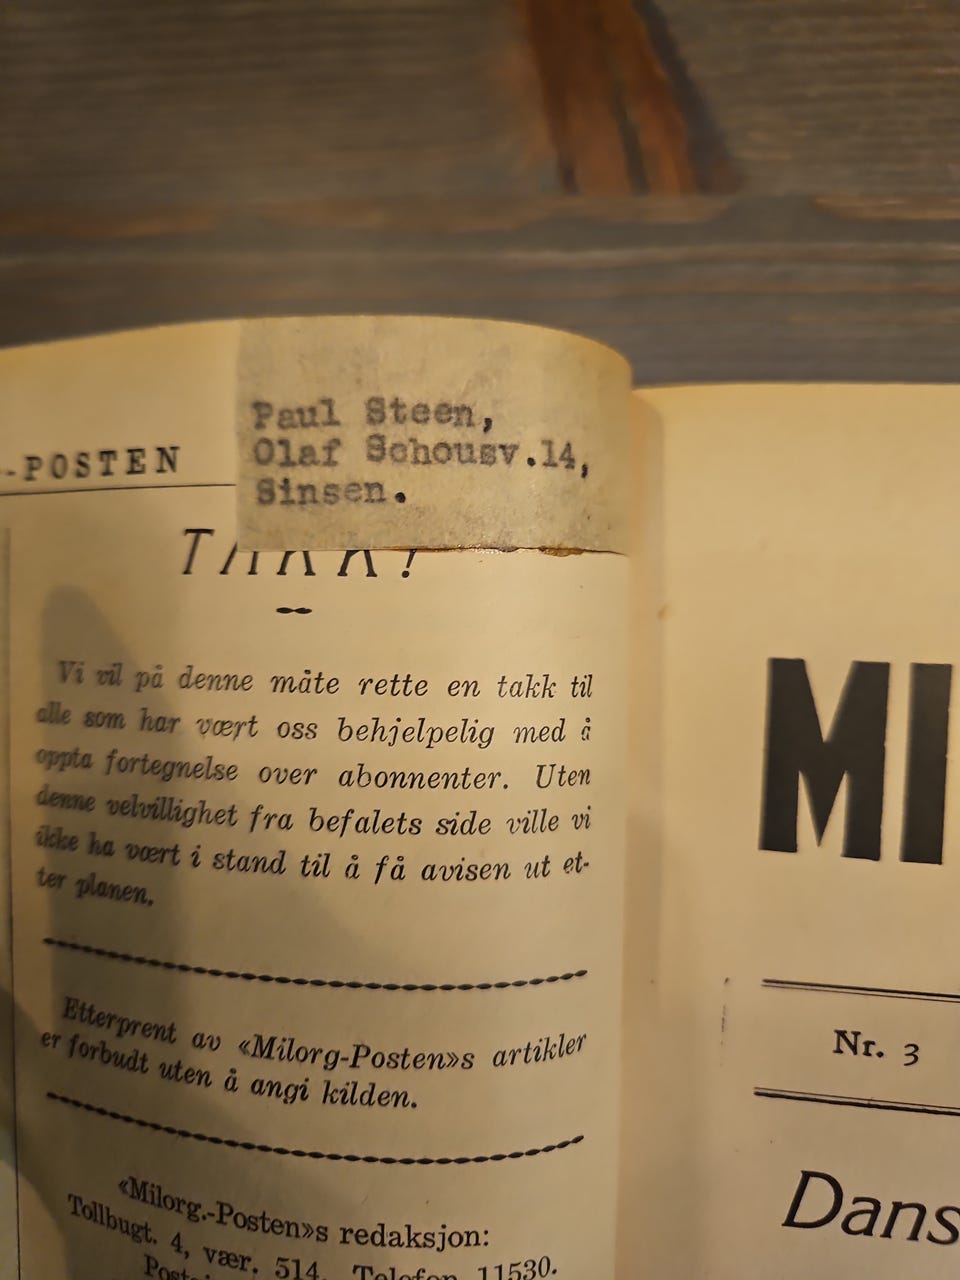 Paul Steen,
Olaf Schousv.14,
Sinsen.
-POSTEN
TAKK!
Vi vil på denne måte rette en takk til
alle som har vært oss behjelpelig med å
oppta fortegnelse over abonnenter. Uten
denne velvillighet fra befalets side ville vi
ikke ha vært i stand til å få avisen ut et-
ter planen.
Etterprent av «Milorg-Posten»s artikler
er forbudt uten å angi kilden.
«Milorg.-Posten»s redaksjon:
Tollbugt. 4, vær. 514. Telefon 11530.
MI
Nr. 3
Dans